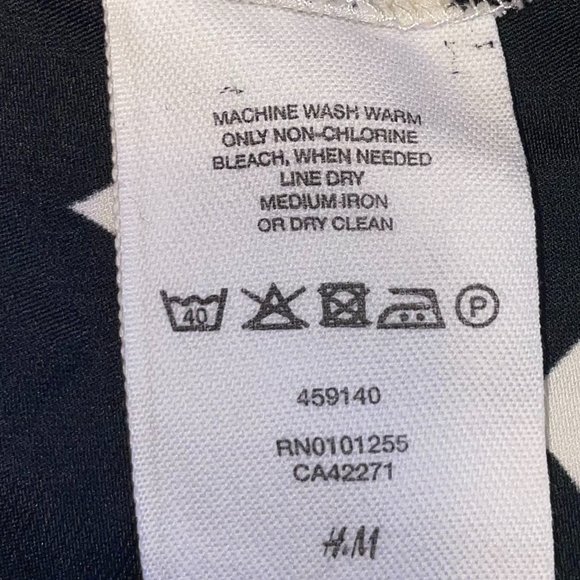 MACHINE WASH WARM
ONLY NON-CHLORINE
BLEACH, WHEN NEEDED
LINE DRY
MEDIUM IRON
OR DRY CLEAN
40 P
459140
RN0101255
CA42271
H&M